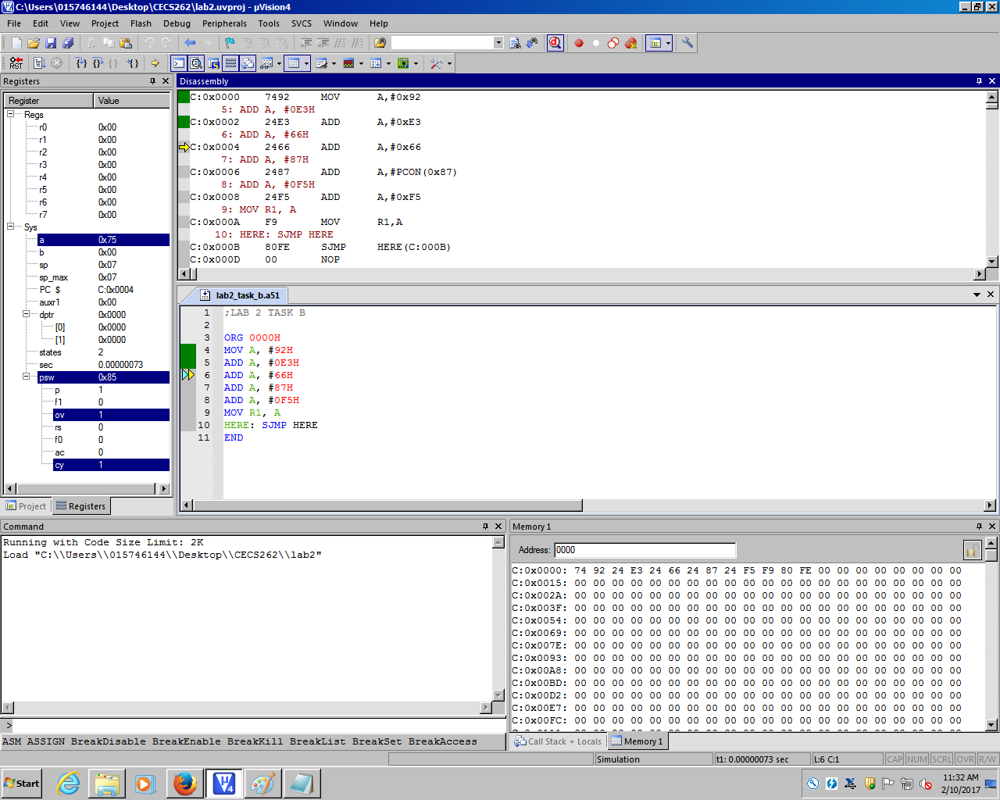 C:\Users\015746144\Desktop\CECS262\lab2.uvproj - µVision4
File Edit View Project Flash Debug Peripherals Tools SVCS Window Help
RST
Registers
Register Value
Regs
r0 0x00
r1 0x00
r2 0x00
r3 0x00
r4 0x00
r5 0x00
r6 0x00
r7 0x00
Sys
a 0x75
b 0x00
sp 0x07
sp_max 0x07
PC $ C:0x0004
auxr1 0x00
dptr 0x0000
[0] 0x0000
[1] 0x0000
states 2
sec 0.00000073
psw 0x85
p 1
f1 0
ov 1
rs 0
f0 0
ac 0
cy 1
Project Registers
Disassembly
C:0x0000 7492 MOV A,#0x92
5: ADD A, #0E3H
C:0x0002 24E3 ADD A,#0xE3
6: ADD A, #66H
C:0x0004 2466 ADD A,#0x66
7: ADD A, #87H
C:0x0006 2487 ADD A,#PCON(0x87)
8: ADD A, #0F5H
C:0x0008 24F5 ADD A,#0xF5
9: MOV R1, A
C:0x000A F9 MOV R1,A
10: HERE: SJMP HERE
C:0x000B 80FE SJMP HERE(C:000B)
C:0x000D 00 NOP
lab2_task_b.a51
1 ;LAB 2 TASK B
2
3 ORG 0000H
4 MOV A, #92H
5 ADD A, #0E3H
6 ADD A, #66H
7 ADD A, #87H
8 ADD A, #0F5H
9 MOV R1, A
10 HERE: SJMP HERE
11 END
Command
Running with Code Size Limit: 2K
Load "C:\\Users\\015746144\\Desktop\\CECS262\\lab2"
>
ASM ASSIGN BreakDisable BreakEnable BreakKill BreakList BreakSet BreakAccess
Memory 1
Address: 0000
C:0x0000: 74 92 24 E3 24 66 24 87 24 F5 F9 80 FE 00 00 00 00 00 00 00 00
C:0x0015: 00 00 00 00 00 00 00 00 00 00 00 00 00 00 00 00 00 00 00 00 00
C:0x002A: 00 00 00 00 00 00 00 00 00 00 00 00 00 00 00 00 00 00 00 00 00
C:0x003F: 00 00 00 00 00 00 00 00 00 00 00 00 00 00 00 00 00 00 00 00 00
C:0x0054: 00 00 00 00 00 00 00 00 00 00 00 00 00 00 00 00 00 00 00 00 00
C:0x0069: 00 00 00 00 00 00 00 00 00 00 00 00 00 00 00 00 00 00 00 00 00
C:0x007E: 00 00 00 00 00 00 00 00 00 00 00 00 00 00 00 00 00 00 00 00 00
C:0x0093: 00 00 00 00 00 00 00 00 00 00 00 00 00 00 00 00 00 00 00 00 00
C:0x00A8: 00 00 00 00 00 00 00 00 00 00 00 00 00 00 00 00 00 00 00 00 00
C:0x00BD: 00 00 00 00 00 00 00 00 00 00 00 00 00 00 00 00 00 00 00 00 00
C:0x00D2: 00 00 00 00 00 00 00 00 00 00 00 00 00 00 00 00 00 00 00 00 00
C:0x00E7: 00 00 00 00 00 00 00 00 00 00 00 00 00 00 00 00 00 00 00 00 00
C:0x00FC: 00 00 00 00 00 00 00 00 00 00 00 00 00 00 00 00 00 00 00 00 00
Call Stack + Locals Memory 1
Simulation t1: 0.00000073 sec L:6 C:1 CAP NUM SCRL OVR R/W
Start
11:32 AM
2/10/2017